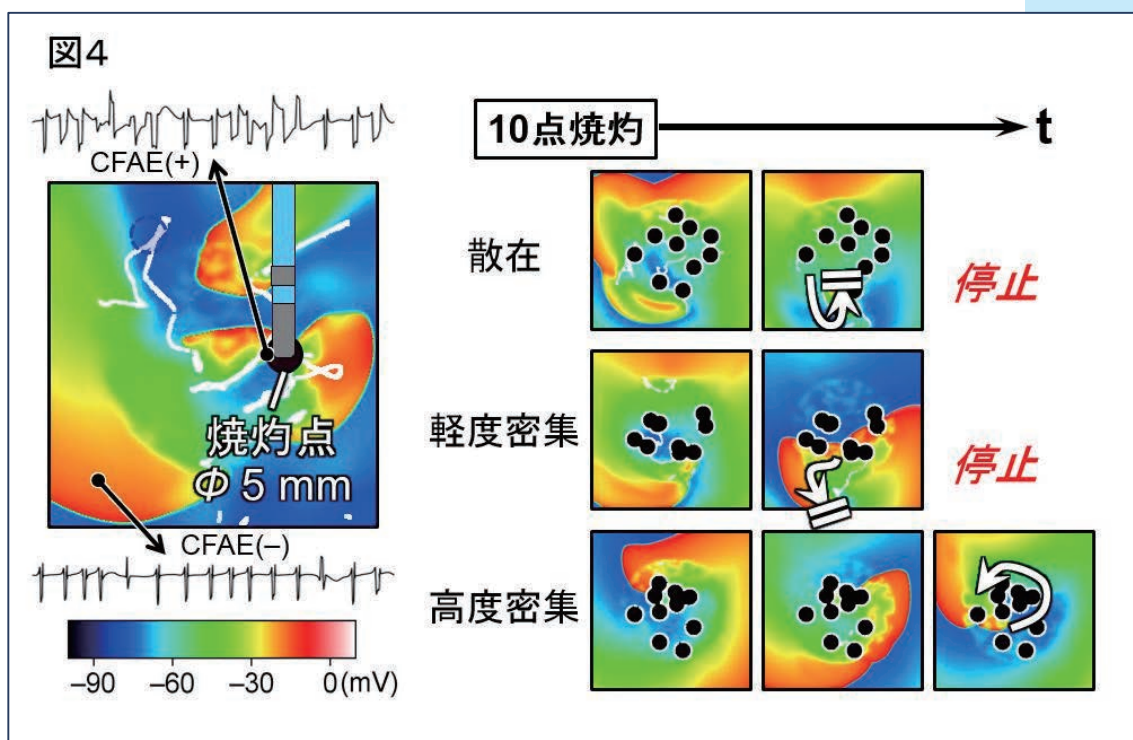 図4
CFAE(+)
焼灼点
Φ 5 mm
CFAE(–)
–90 –60 –30 0(mV)
10点焼灼
t
散在
停止
軽度密集
停止
高度密集